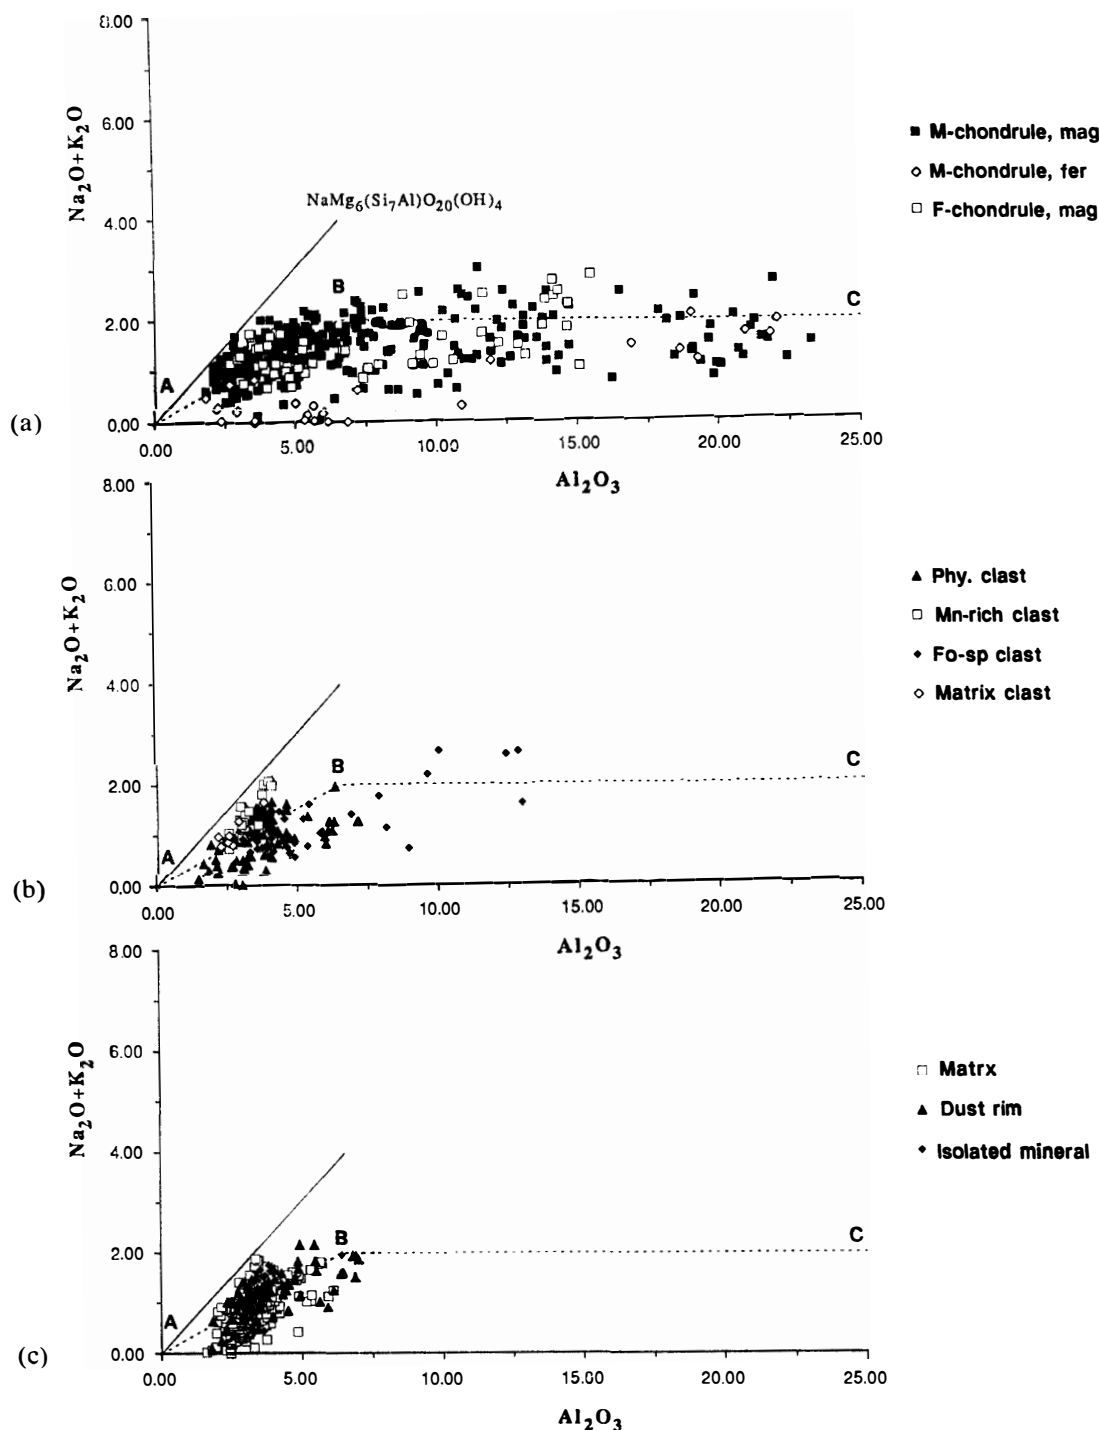 8.00
6.00
4.00
2.00
0.00
Na2O+K2O
NaMg6(Si7Al)O20(OH)4
A
B
C
(a)
0.00 5.00 10.00 15.00 20.00 25.00
Al2O3
M-chondrule, mag
M-chondrule, fer
F-chondrule, mag
8.00
6.00
4.00
2.00
0.00
Na2O+K2O
A
B
C
(b)
0.00 5.00 10.00 15.00 20.00 25.00
Al2O3
Phy. clast
Mn-rich clast
Fo-sp clast
Matrix clast
8.00
6.00
4.00
2.00
0.00
Na2O+K2O
A
B
C
(c)
0.00 5.00 10.00 15.00 20.00 25.00
Al2O3
Matrx
Dust rim
Isolated mineral